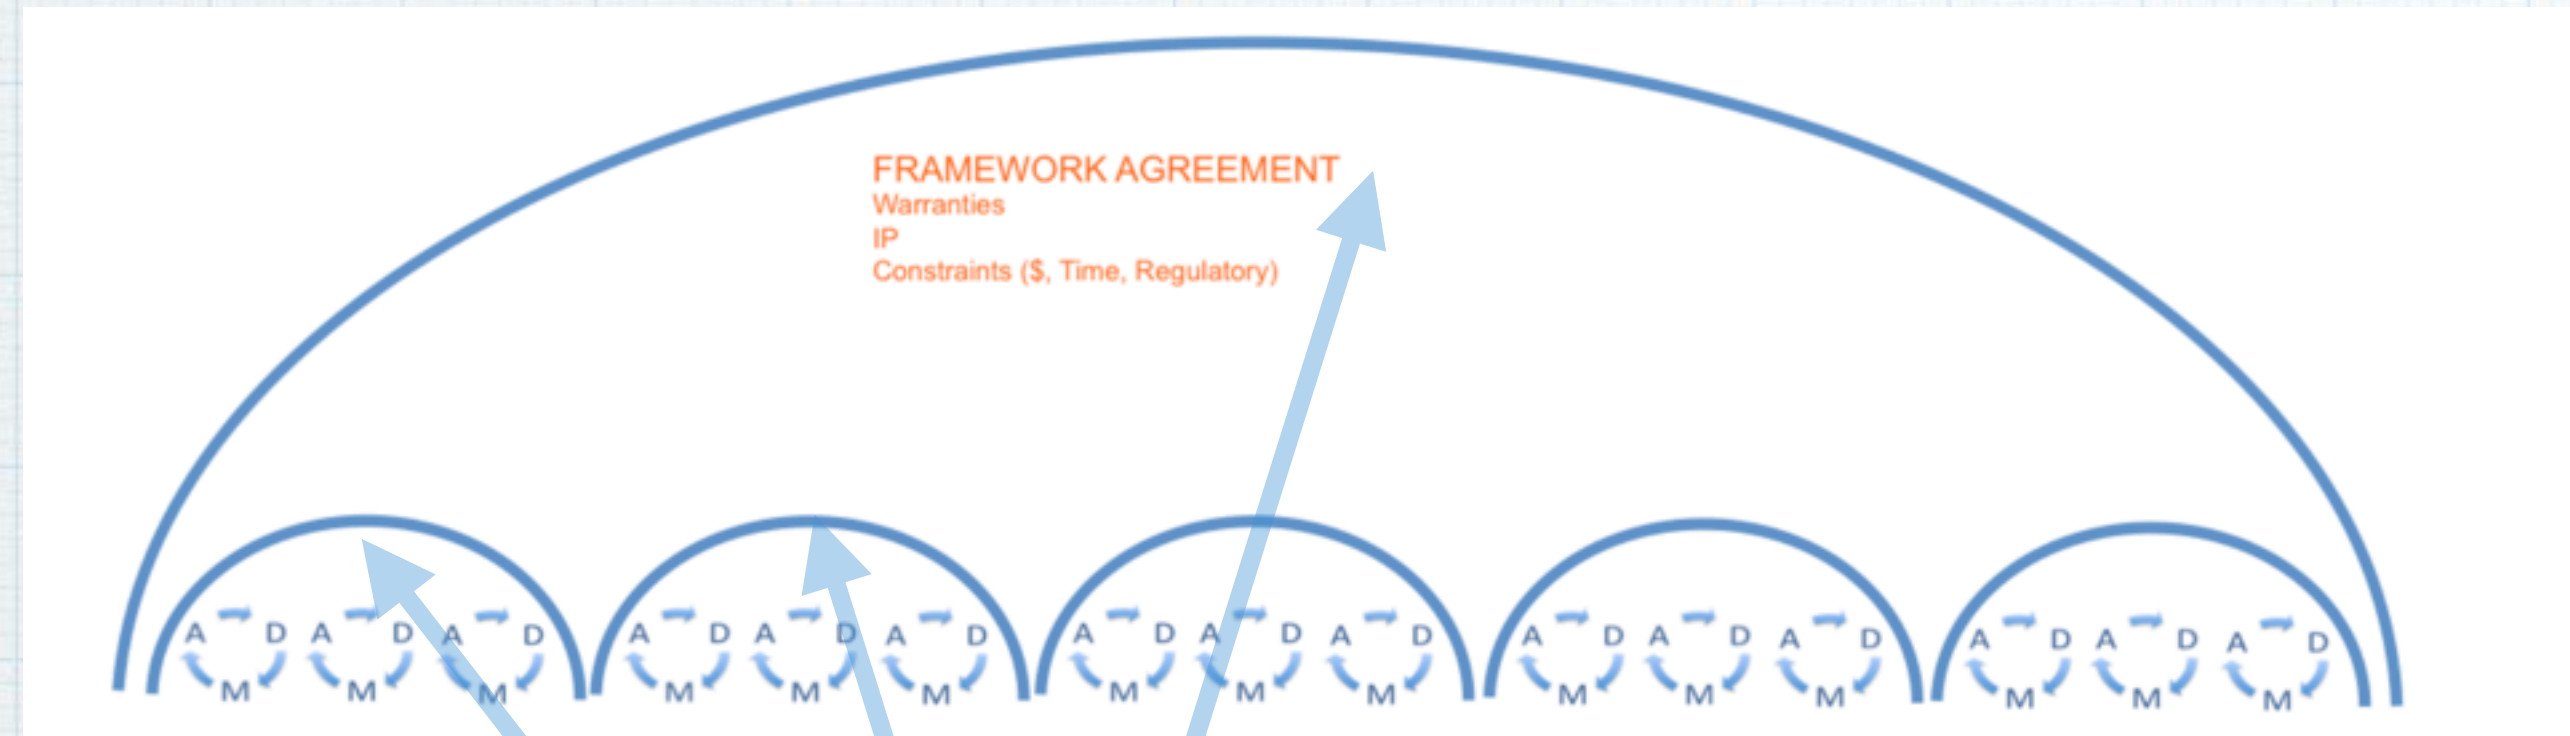 FRAMEWORK AGREEMENT
Warranties
IP
Constraints ($, Time, Regulatory)
A D A D A D A D A D A D A D A D A D A D A D A D A D A D A D
M M M M M M M M M M M M M M M